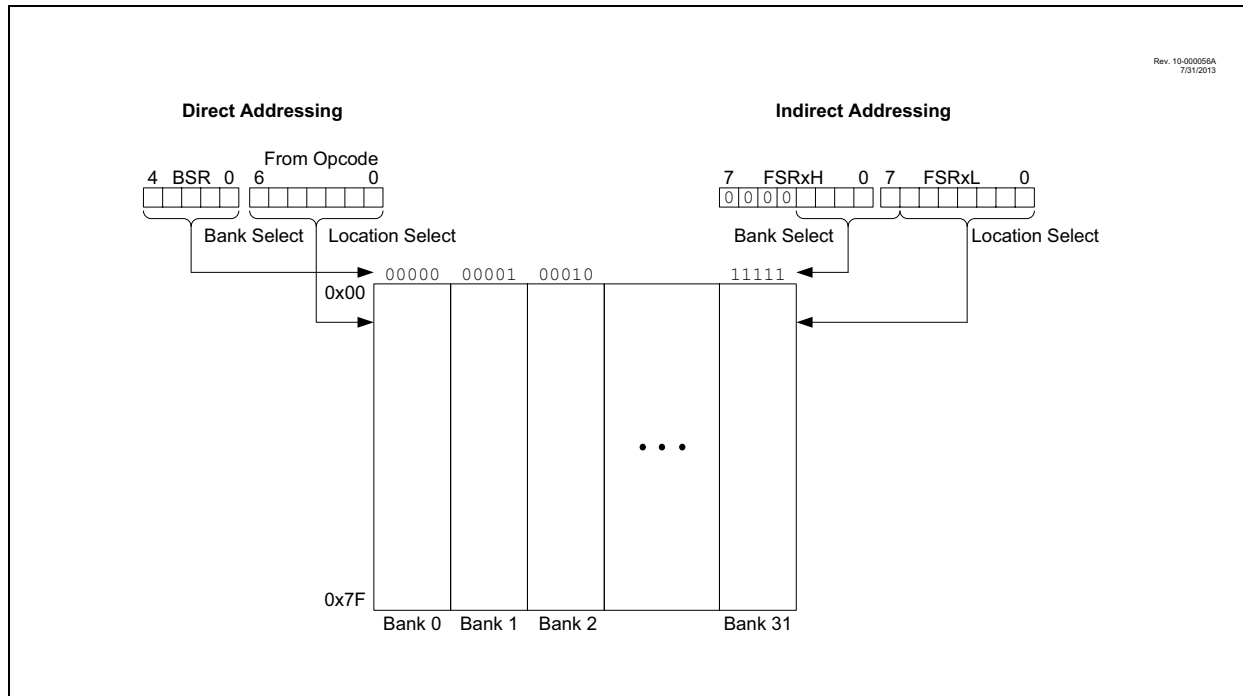 Rev. 10-000056A
7/31/2013
Direct Addressing
Indirect Addressing
From Opcode
4 BSR 0 6 0
7 FSRxH 0 7 FSRxL 0
0 0 0 0
Bank Select Location Select
Bank Select Location Select
00000 00001 00010 11111
0x00
0x7F
Bank 0 Bank 1 Bank 2 Bank 31